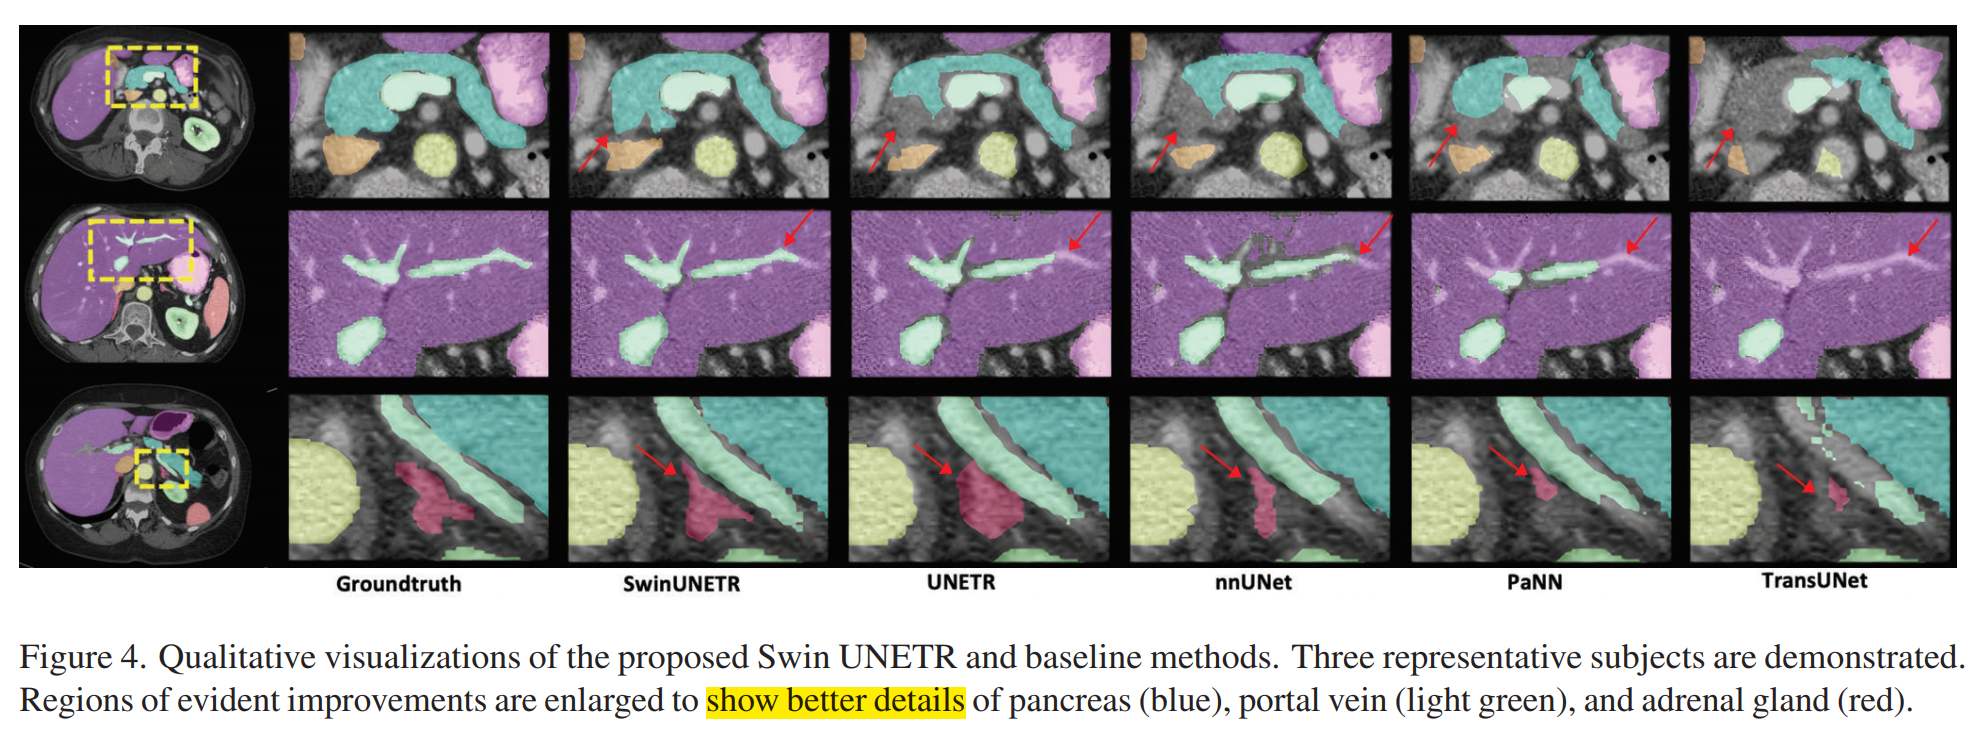 Groundtruth SwinUNETR UNETR nnUNet PaNN TransUNet
Figure 4. Qualitative visualizations of the proposed Swin UNETR and baseline methods. Three representative subjects are demonstrated.
Regions of evident improvements are enlarged to show better details of pancreas (blue), portal vein (light green), and adrenal gland (red).